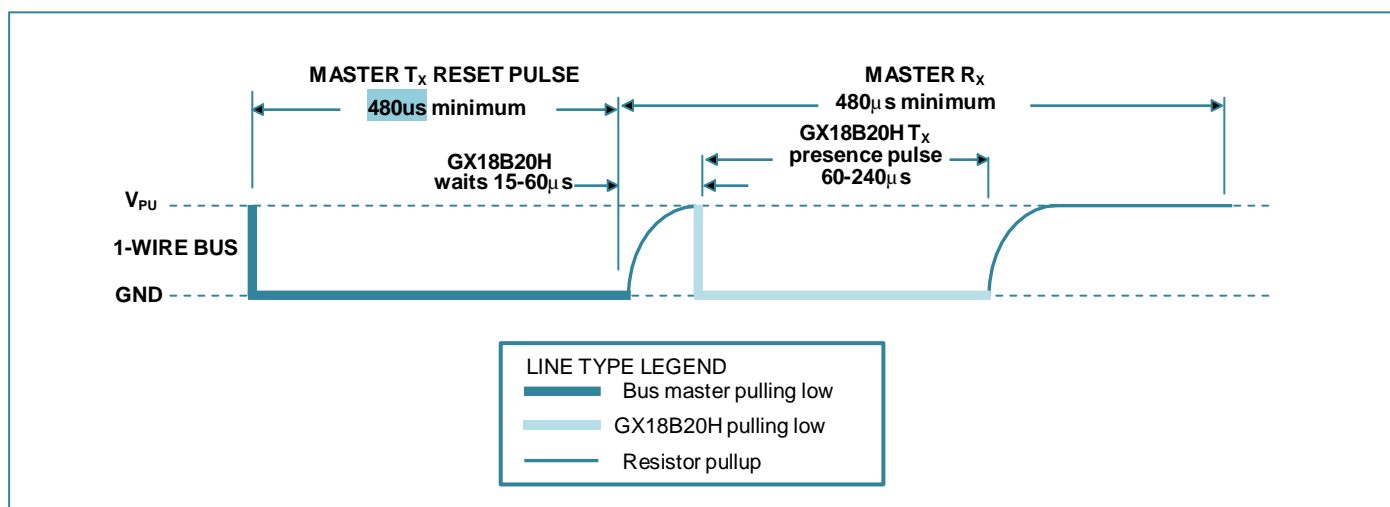 MASTER TX RESET PULSE
480us minimum
MASTER RX
480μs minimum
GX18B20H
waits 15-60μs
GX18B20H TX
presence pulse
60-240μs
VPU
1-WIRE BUS
GND
LINE TYPE LEGEND
Bus master pulling low
GX18B20H pulling low
Resistor pullup